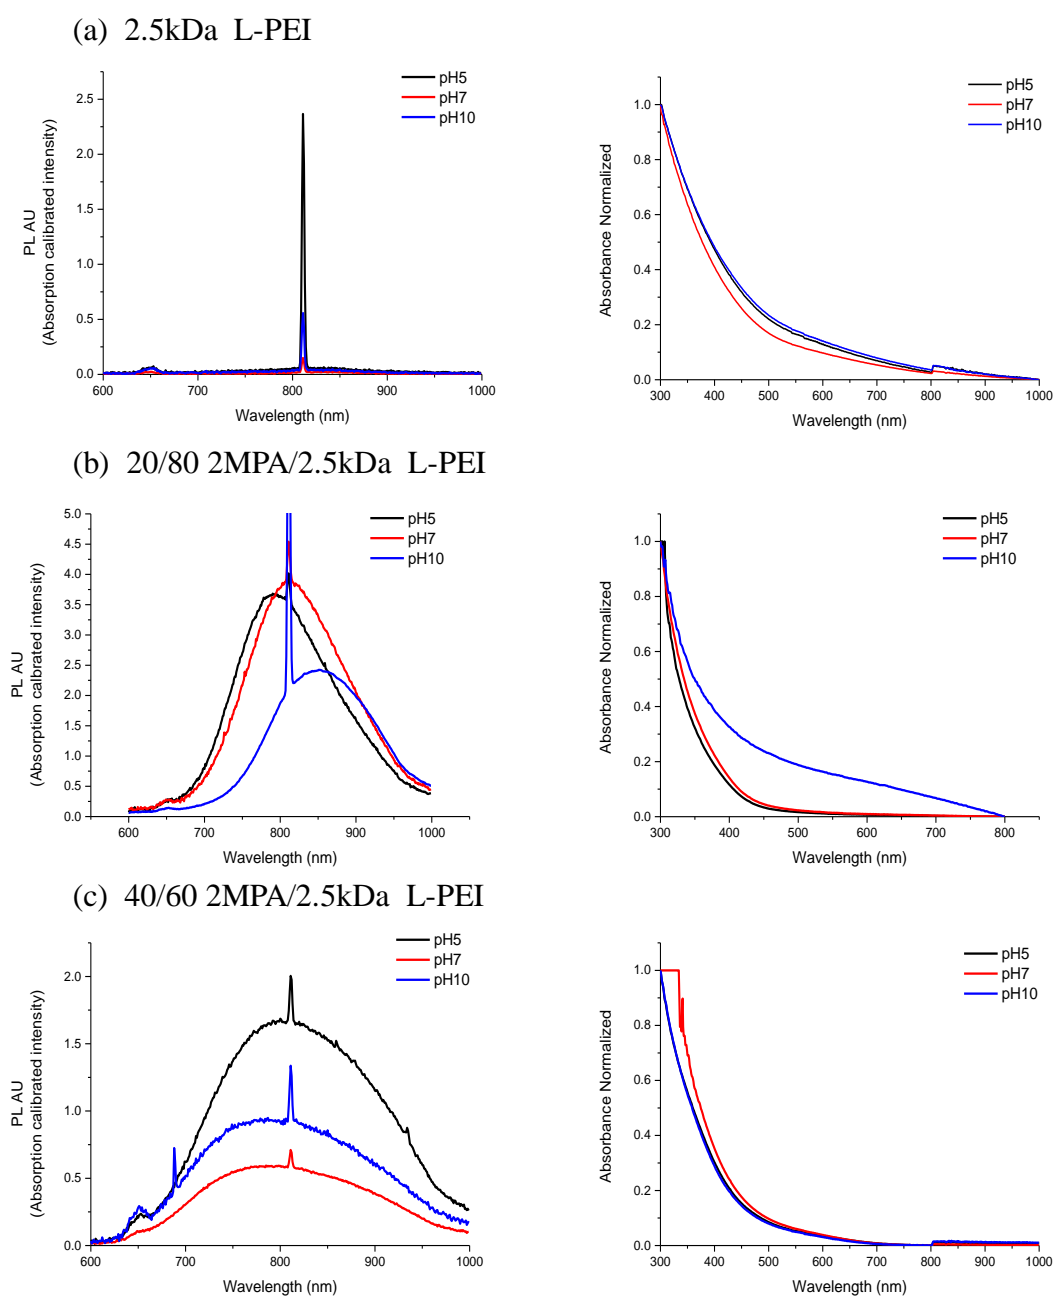 (a) 2.5kDa L-PEI
pH5
pH7
pH10
2.5
2.0
1.5
1.0
0.5
0.0
600
700
800
900
1000
Wavelength (nm)
PL AU
(Absorption calibrated intensity)
pH5
pH7
pH10
1.0
0.8
0.6
0.4
0.2
0.0
300
400
500
600
700
800
900
1000
Wavelength (nm)
Absorbance Normalized
(b) 20/80 2MPA/2.5kDa L-PEI
pH5
pH7
pH10
5.0
4.5
4.0
3.5
3.0
2.5
2.0
1.5
1.0
0.5
0.0
600
700
800
900
1000
Wavelength (nm)
PL AU
(Absorption calbrated intensity)
pH5
pH7
pH10
1.0
0.8
0.6
0.4
0.2
0.0
300
400
500
600
700
800
Wavelength (nm)
Absorbance Normalized
(c) 40/60 2MPA/2.5kDa L-PEI
pH5
pH7
pH10
2.0
1.5
1.0
0.5
0.0
600
700
800
900
1000
Wavelength (nm)
PL AU
(Absorption calibrated intensity)
pH5
pH7
pH10
1.0
0.8
0.6
0.4
0.2
0.0
300
400
500
600
700
800
900
1000
Wavelength (nm)
Absorbance Normalized